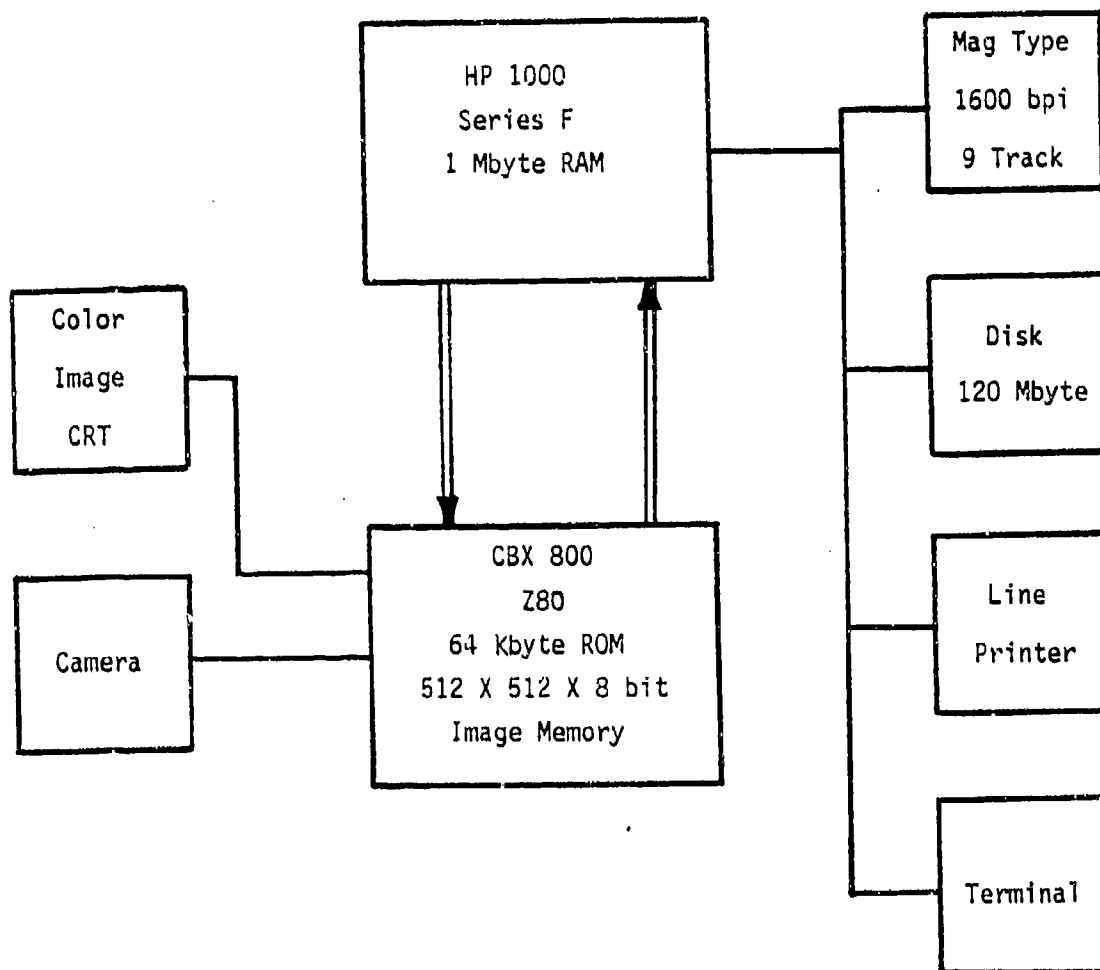 HP 1000
Series F
1 Mbyte RAM
Mag Type
1600 bpi
9 Track
Color
Image
CRT
Disk
120 Mbyte
CBX 800
Z80
64 Kbyte ROM
512 X 512 X 8 bit
Image Memory
Camera
Line
Printer
Terminal